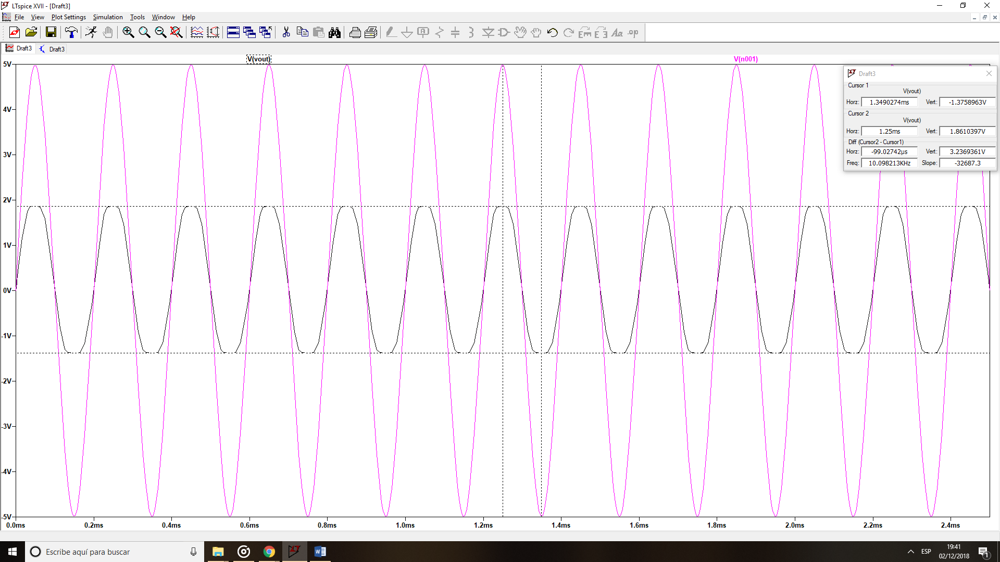 LTspice XVII - [Draft3]
File View Plot Settings Simulation Tools Window Help
Draft3 Draft3
V(vout) V(n001)
5V
4V
3V
2V
1V
0V
-1V
-2V
-3V
-4V
-5V
0.0ms 0.2ms 0.4ms 0.6ms 0.8ms 1.0ms 1.2ms 1.4ms 1.6ms 1.8ms 2.0ms 2.2ms 2.4ms
Draft3
Cursor 1
V(vout)
Horz: 1.3490274ms Vert: -1.3758963V
Cursor 2
V(vout)
Horz: 1.25ms Vert: 1.8610397V
Diff (Cursor2 - Cursor1)
Horz: -99.02742µs Vert: 3.2369361V
Freq: 10.098213KHz Slope: -32687.3
Escribe aquí para buscar
ESP
19:41
02/12/2018
1